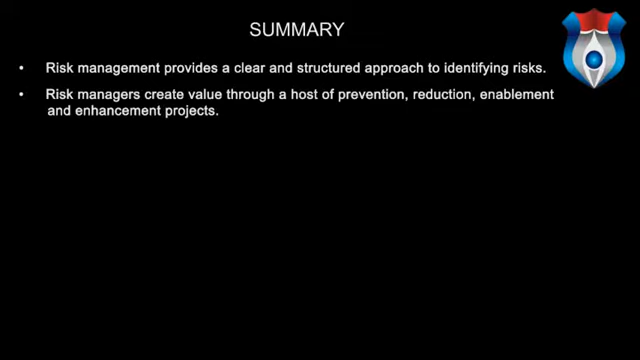 SUMMARY
• Risk management provides a clear and structured approach to identifying risks.
• Risk managers create value through a host of prevention, reduction, enablement
and enhancement projects.